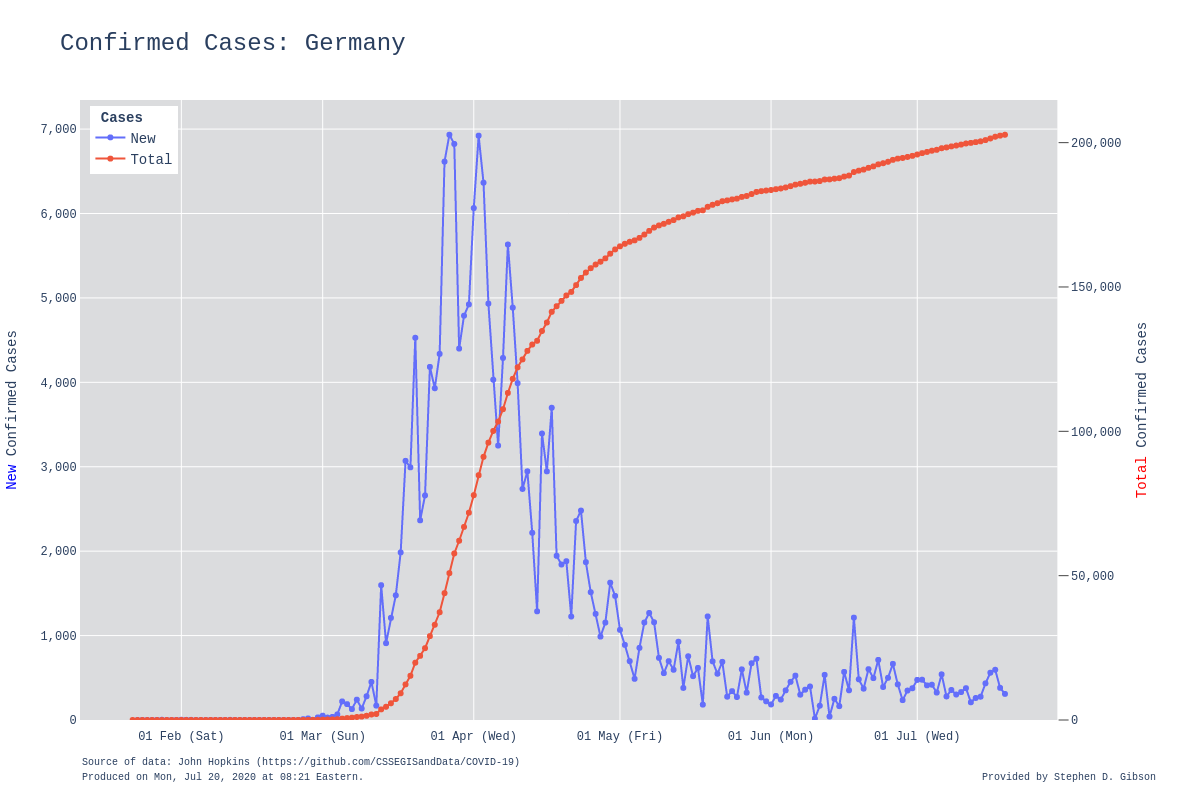 Confirmed Cases: Germany
Cases
New
Total
7,000
6,000
5,000
4,000
3,000
2,000
1,000
0
200,000
150,000
100,000
50,000
0
New Confirmed Cases
Total Confirmed Cases
01 Feb (Sat)
01 Mar (Sun)
01 Apr (Wed)
01 May (Fri)
01 Jun (Mon)
01 Jul (Wed)
Source of data: John Hopkins (https://github.com/CSSEGISandData/COVID-19)
Produced on Mon, Jul 20, 2020 at 08:21 Eastern.
Provided by Stephen D. Gibson